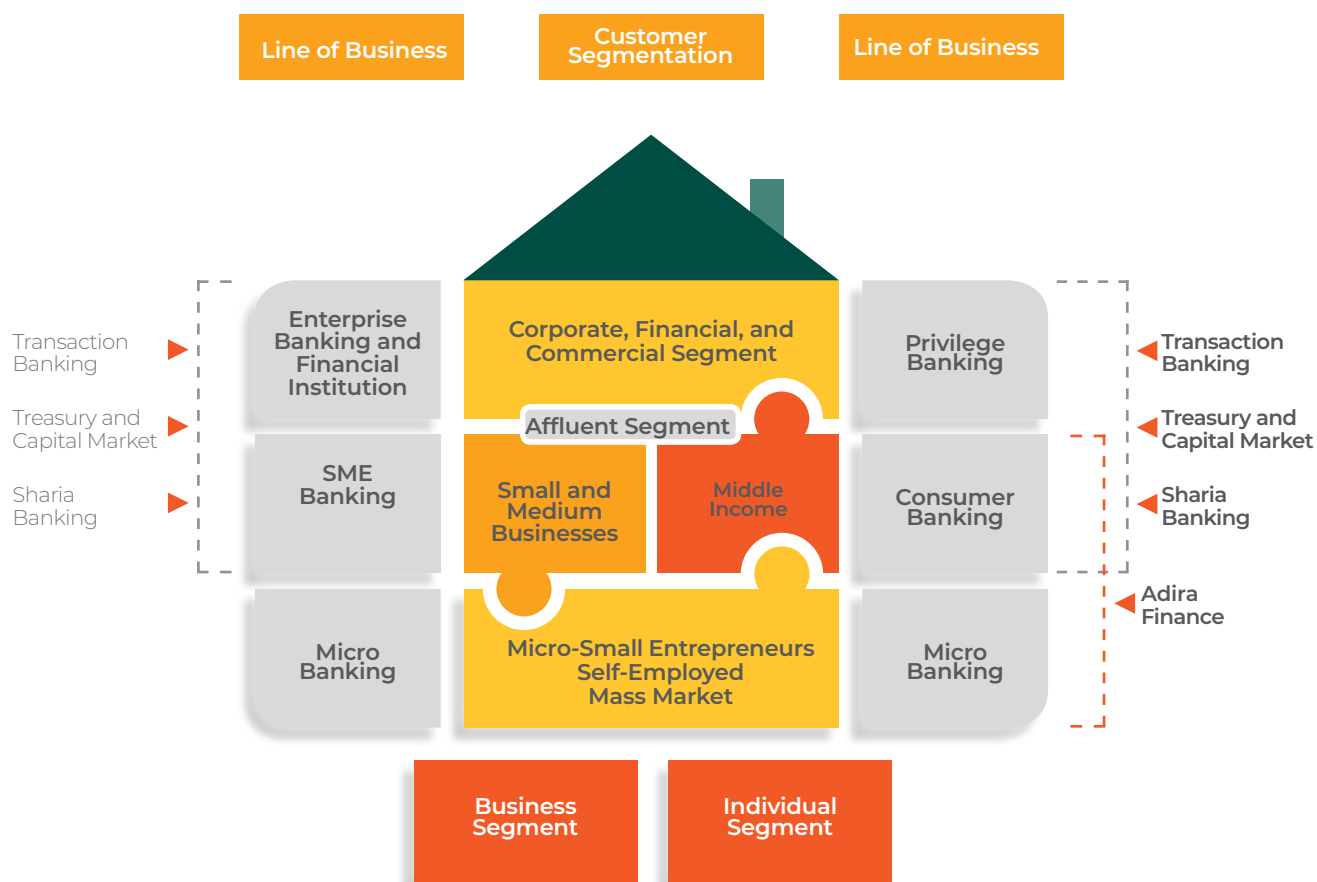 Line of Business
Customer
Segmentation
Line of Business
Transaction
Banking
Treasury and
Capital Market
Sharia
Banking
Enterprise
Banking and
Financial
Institution
SME
Banking
Micro
Banking
Corporate, Financial, and
Commercial Segment
Affluent Segment
Small and
Medium
Businesses
Middle
Income
Micro-Small Entrepreneurs
Self-Employed
Mass Market
Privilege
Banking
Consumer
Banking
Micro
Banking
Transaction
Banking
Treasury and
Capital Market
Sharia
Banking
Adira
Finance
Business
Segment
Individual
Segment